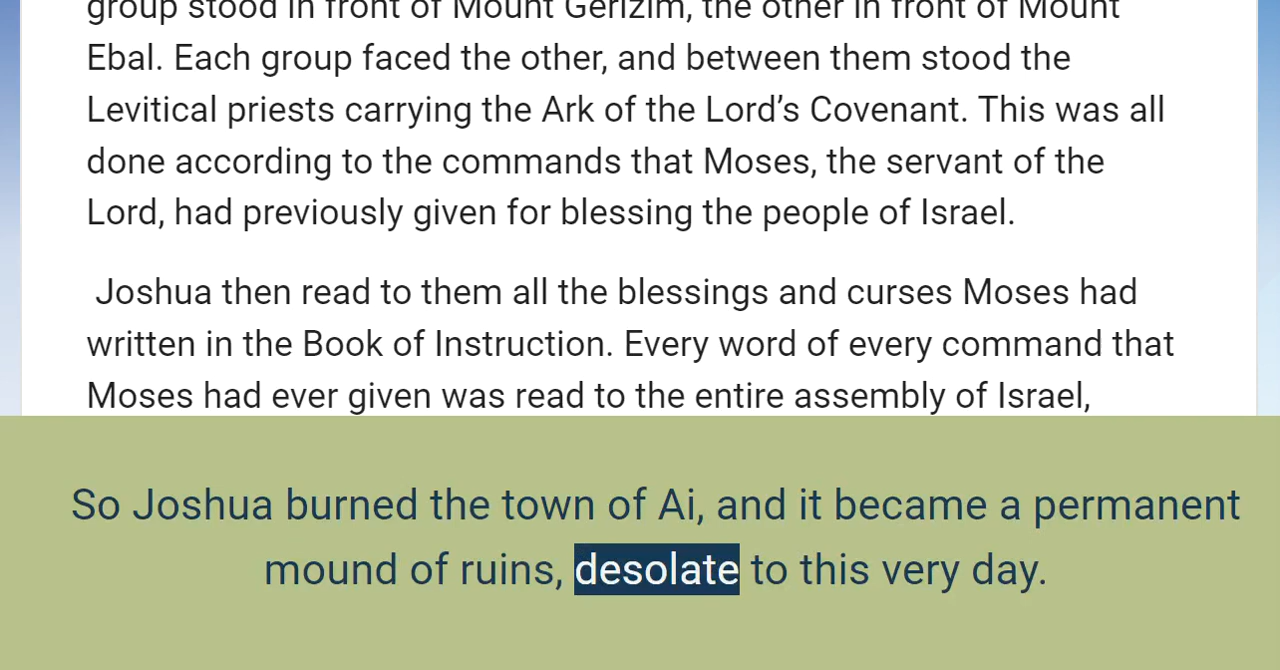 group stood in front of Mount Gerizim, the other in front of Mount
Ebal. Each group faced the other, and between them stood the
Levitical priests carrying the Ark of the Lord’s Covenant. This was all
done according to the commands that Moses, the servant of the
Lord, had previously given for blessing the people of Israel.
Joshua then read to them all the blessings and curses Moses had
written in the Book of Instruction. Every word of every command that
Moses had ever given was read to the entire assembly of Israel,
So Joshua burned the town of Ai, and it became a permanent
mound of ruins, desolate to this very day.